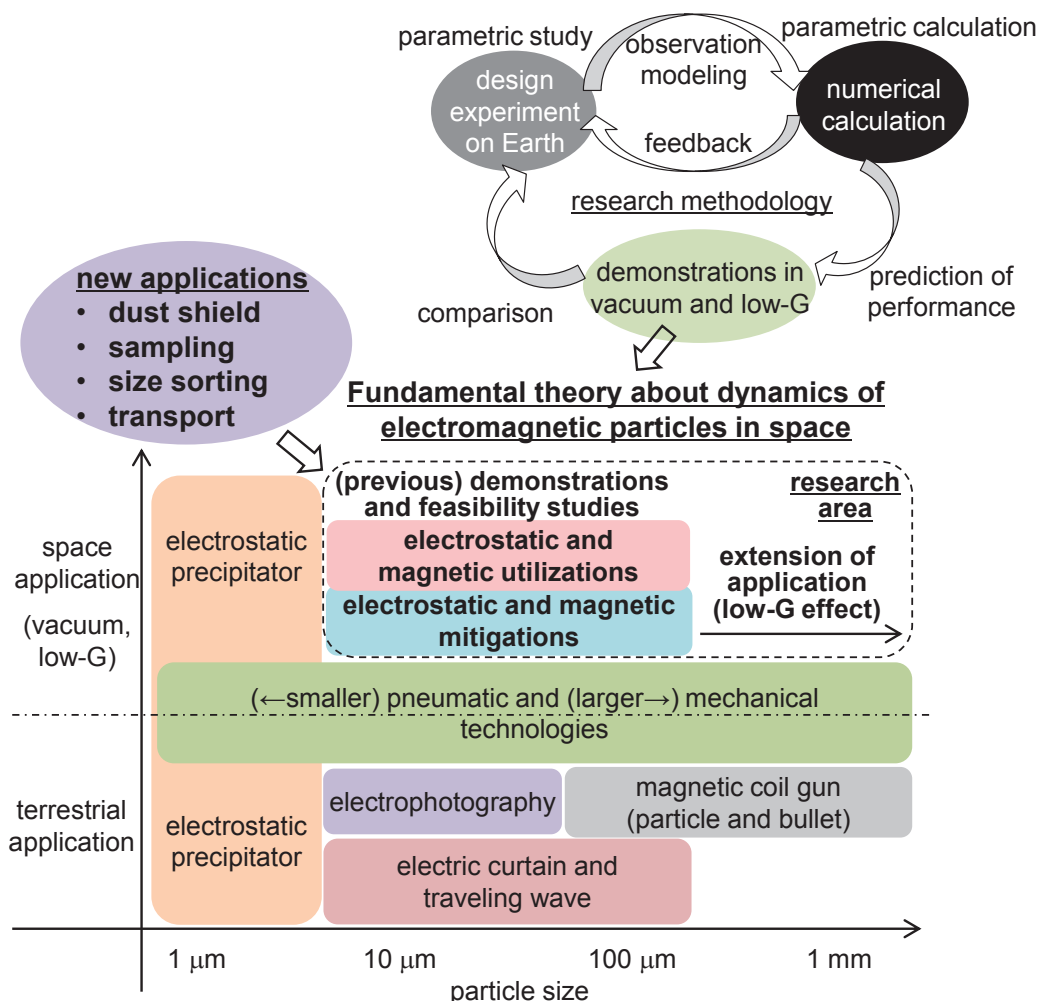 parametric study
observation
modeling
parametric calculation
design
experiment
on Earth
numerical
calculation
feedback
research methodology
demonstrations in
vacuum and low-G
comparison
prediction of
performance
new applications
• dust shield
• sampling
• size sorting
• transport
Fundamental theory about dynamics of
electromagnetic particles in space
(previous) demonstrations
and feasibility studies
research
area
electrostatic and
magnetic utilizations
electrostatic and magnetic
mitigations
extension of
application
(low-G effect)
space
application
(vacuum,
low-G)
electrostatic
precipitator
(←smaller) pneumatic and (larger→) mechanical
technologies
terrestrial
application
electrostatic
precipitator
electrophotography
magnetic coil gun
(particle and bullet)
electric curtain and
traveling wave
1 μm
10 μm
100 μm
1 mm
particle size